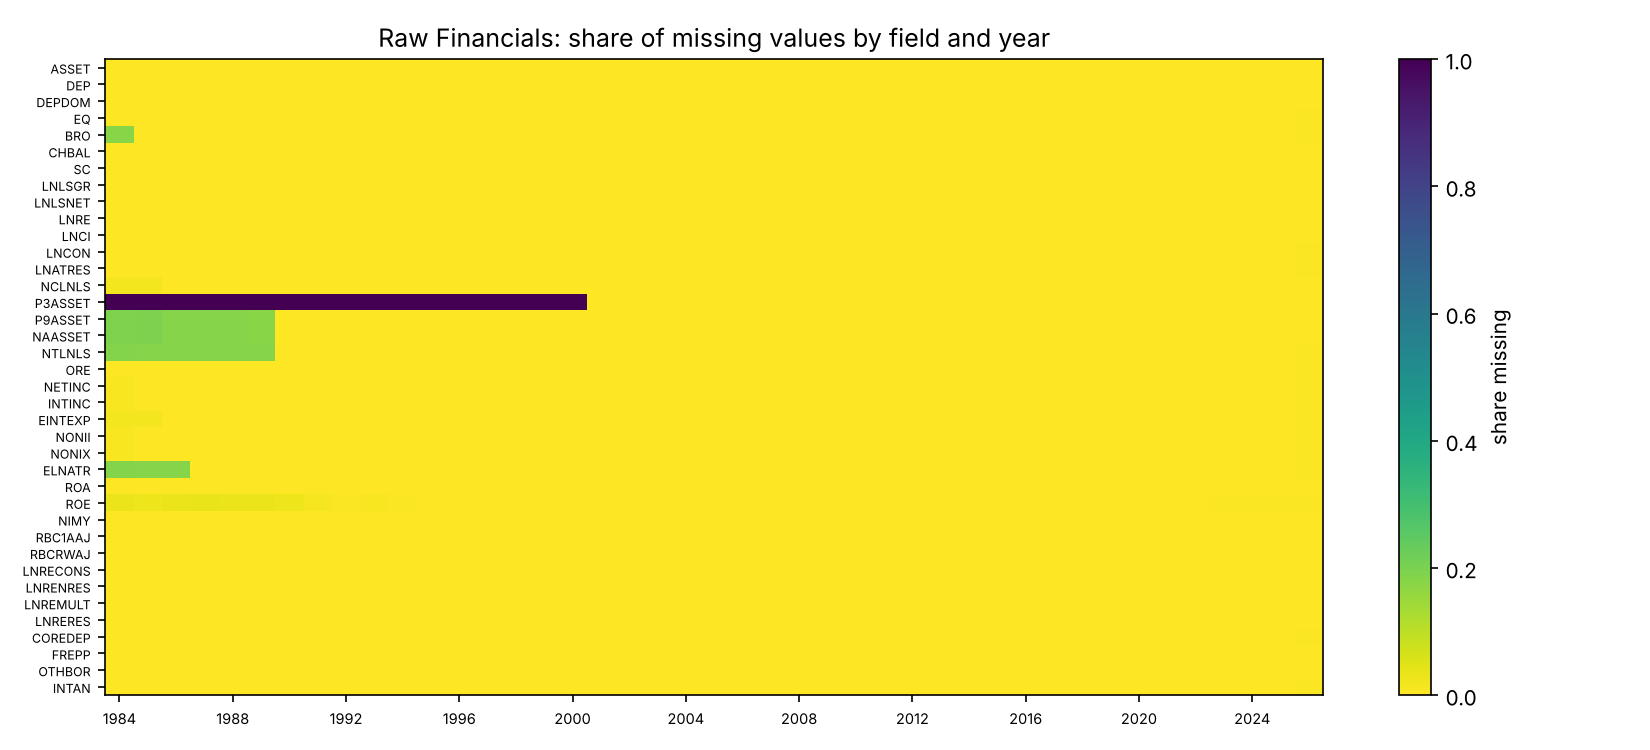 Raw Financials: share of missing values by field and year
ASSET
DEP
DEPDOM
EQ
BRO
CHBAL
SC
LNLSGR
LNLSNET
LNRE
LNCI
LNCON
LNATRES
NCLNLS
P3ASSET
P9ASSET
NAASSET
NTLNLS
ORE
NETINC
INTINC
EINTEXP
NONII
NONIX
ELNATR
ROA
ROE
NIMY
RBC1AAJ
RBCRWAJ
LNRECONS
LNRENRES
LNREMULT
LNRERES
COREDEP
FREPP
OTHBOR
INTAN
1984 1988 1992 1996 2000 2004 2008 2012 2016 2020 2024
1.0
0.8
0.6
0.4
0.2
0.0
share missing